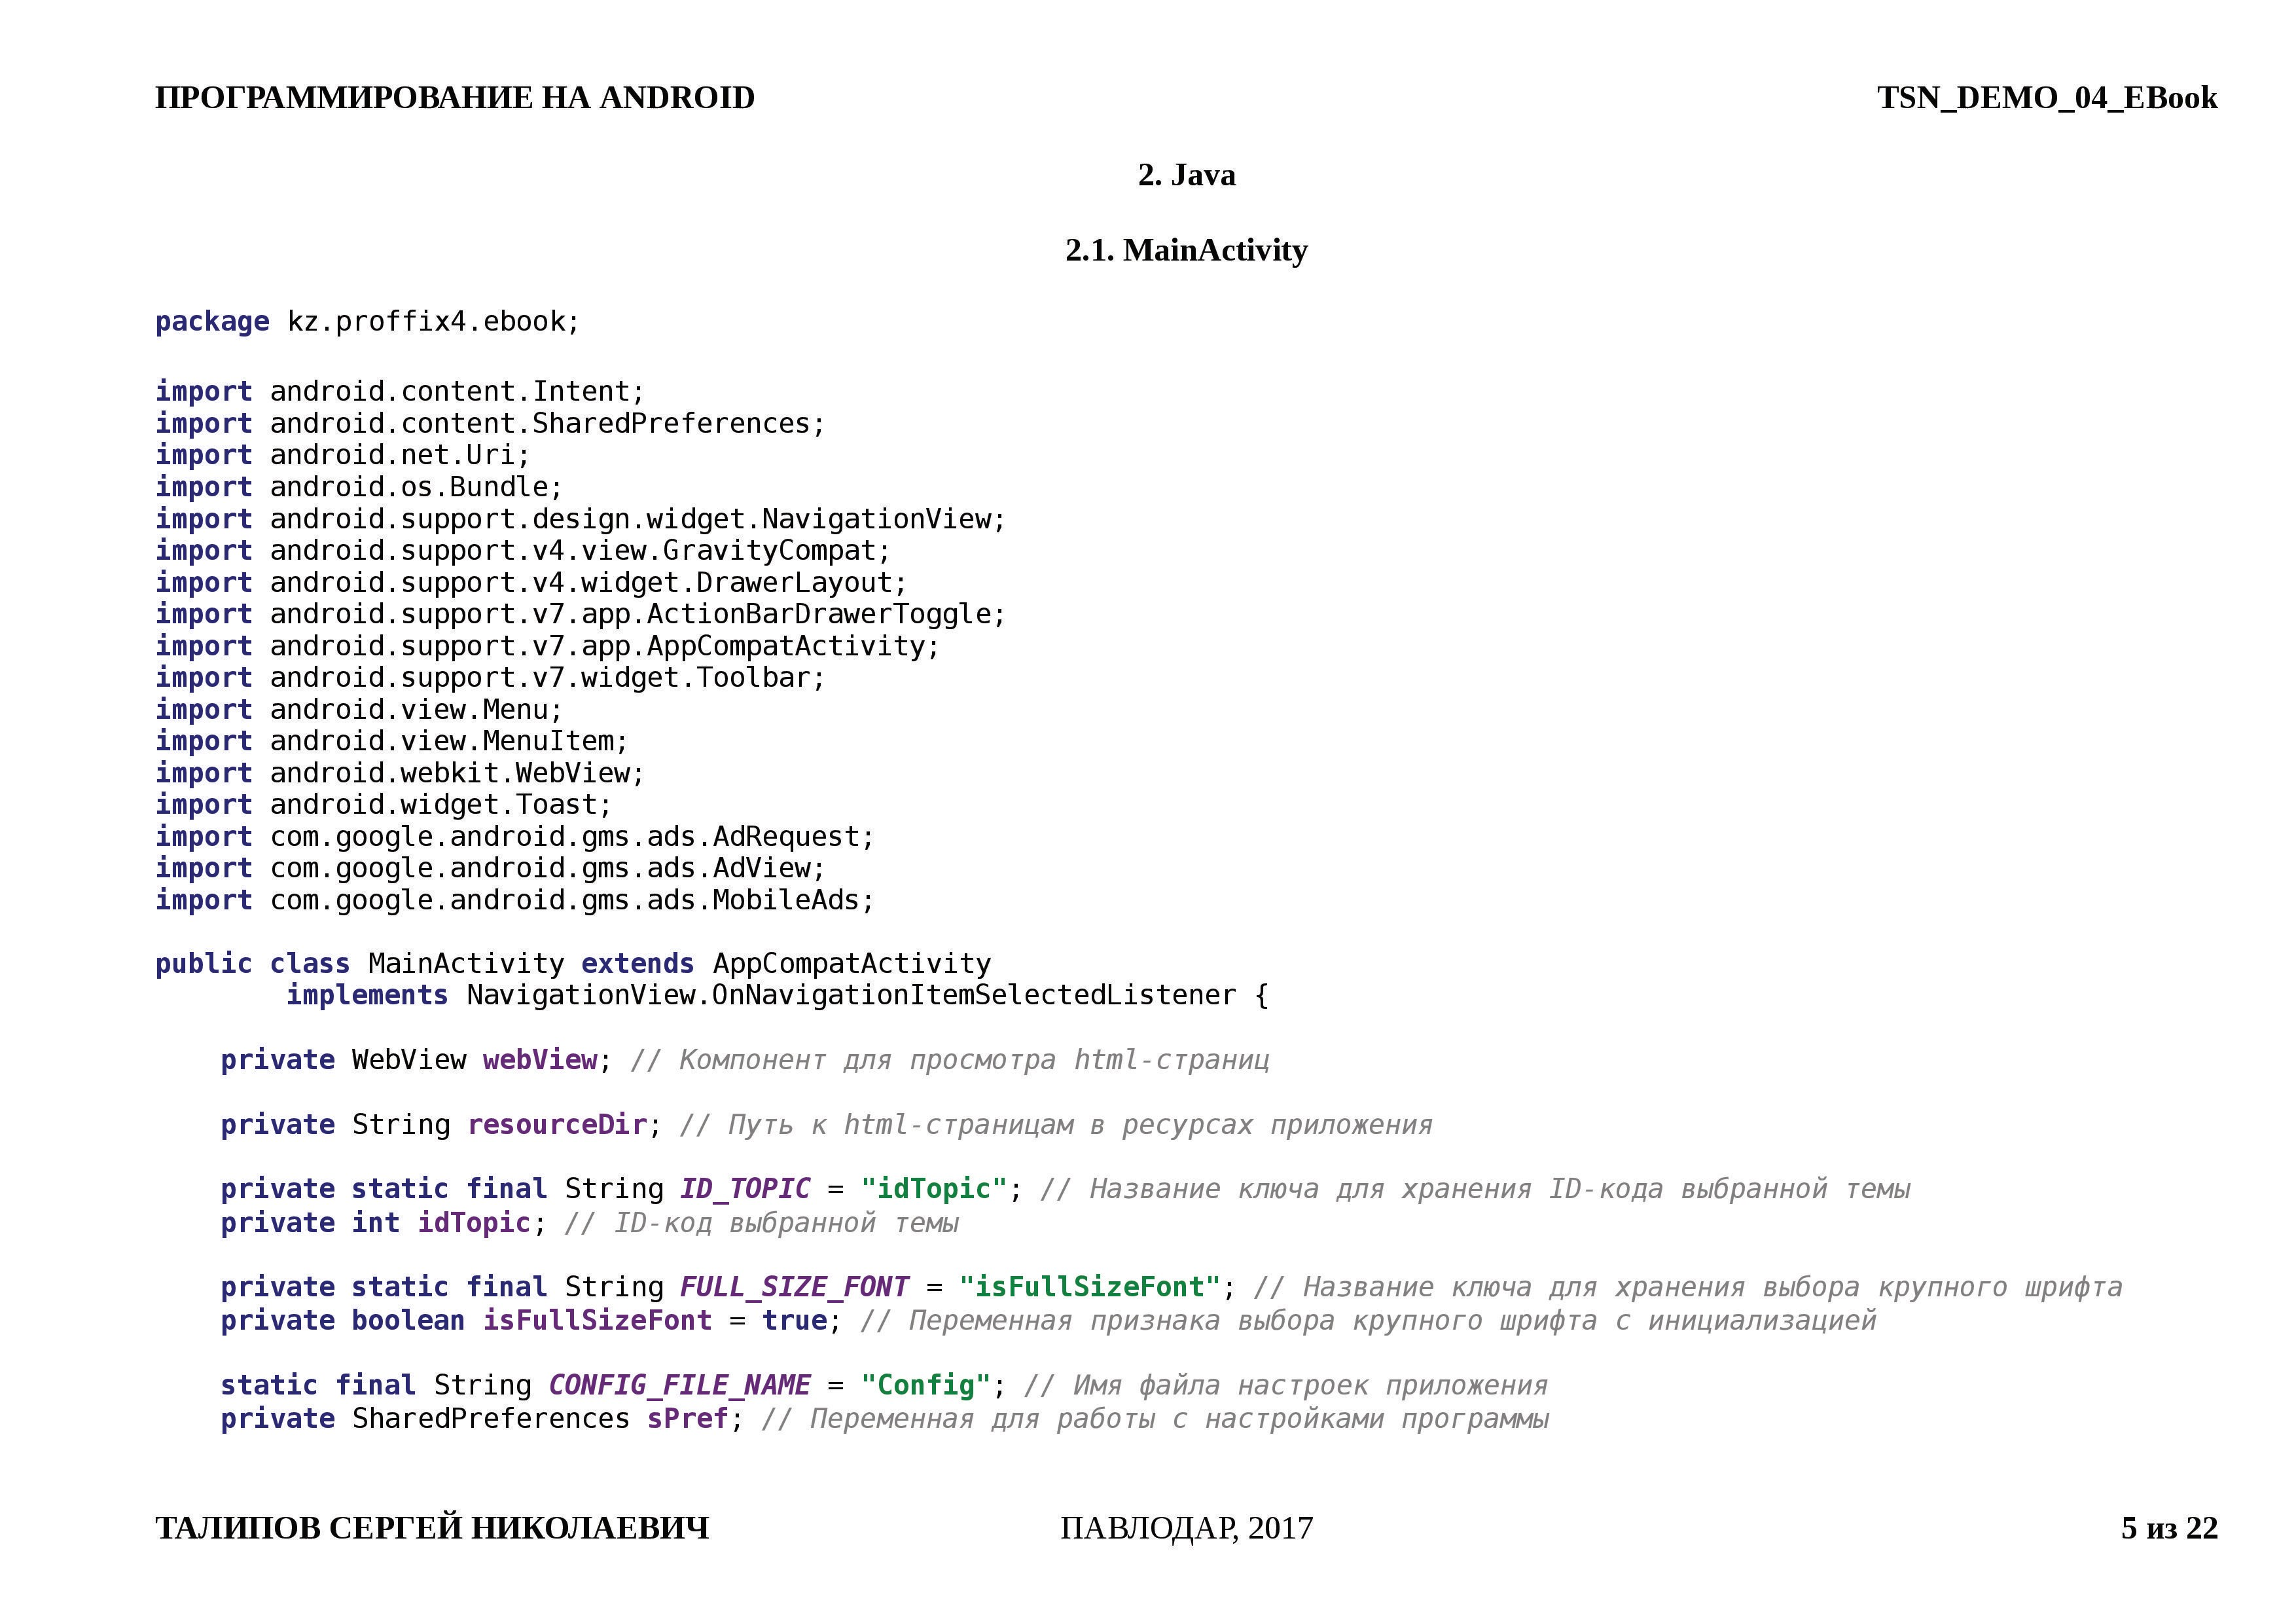 ПРОГРАММИРОВАНИЕ НА ANDROID TSN_DEMO_04_EBook
2. Java
2.1. MainActivity
package kz.proffix4.ebook;
import android.content.Intent;
import android.content.SharedPreferences;
import android.net.Uri;
import android.os.Bundle;
import android.support.design.widget.NavigationView;
import android.support.v4.view.GravityCompat;
import android.support.v4.widget.DrawerLayout;
import android.support.v7.app.ActionBarDrawerToggle;
import android.support.v7.app.AppCompatActivity;
import android.support.v7.widget.Toolbar;
import android.view.Menu;
import android.view.MenuItem;
import android.webkit.WebView;
import android.widget.Toast;
import com.google.android.gms.ads.AdRequest;
import com.google.android.gms.ads.AdView;
import com.google.android.gms.ads.MobileAds;
public class MainActivity extends AppCompatActivity
        implements NavigationView.OnNavigationItemSelectedListener {
    private WebView webView; // Компонент для просмотра html-страниц
    private String resourceDir; // Путь к html-страницам в ресурсах приложения
    private static final String ID_TOPIC = "idTopic"; // Название ключа для хранения ID-кода выбранной темы
    private int idTopic; // ID-код выбранной темы
    private static final String FULL_SIZE_FONT = "isFullSizeFont"; // Название ключа для хранения выбора крупного шрифта
    private boolean isFullSizeFont = true; // Переменная признака выбора крупного шрифта с инициализацией
    static final String CONFIG_FILE_NAME = "Config"; // Имя файла настроек приложения
    private SharedPreferences sPref; // Переменная для работы с настройками программы
ТАЛИПОВ СЕРГЕЙ НИКОЛАЕВИЧ ПАВЛОДАР, 2017 5 из 22